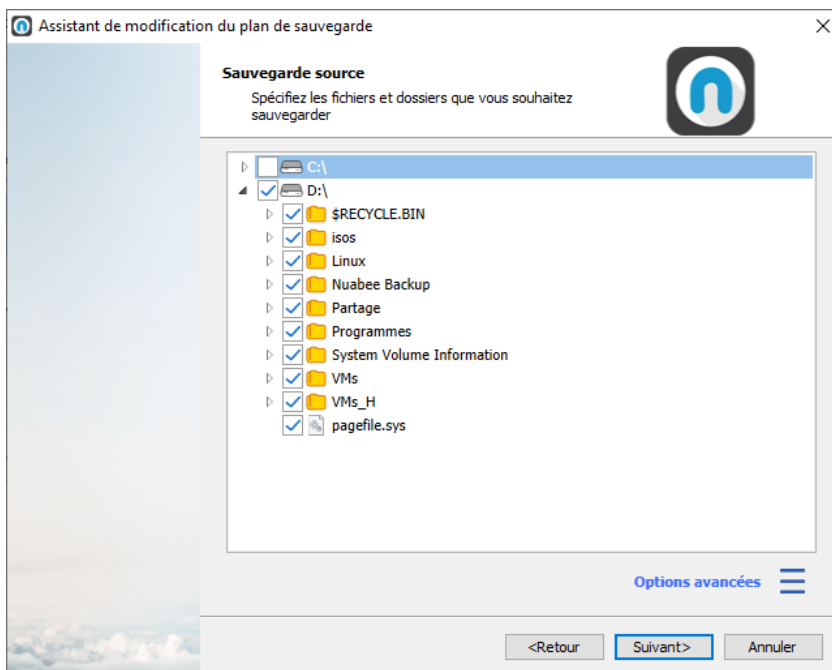 Assistant de modification du plan de sauvegarde
Sauvegarde source
Spécifiez les fichiers et dossiers que vous souhaitez
sauvegarder
C:\
D:\
$RECYCLE.BIN
isos
Linux
Nuabee Backup
Partage
Programmes
System Volume Information
VMs
VMs_H
pagefile.sys
Options avancées
<Retour
Suivant>
Annuler